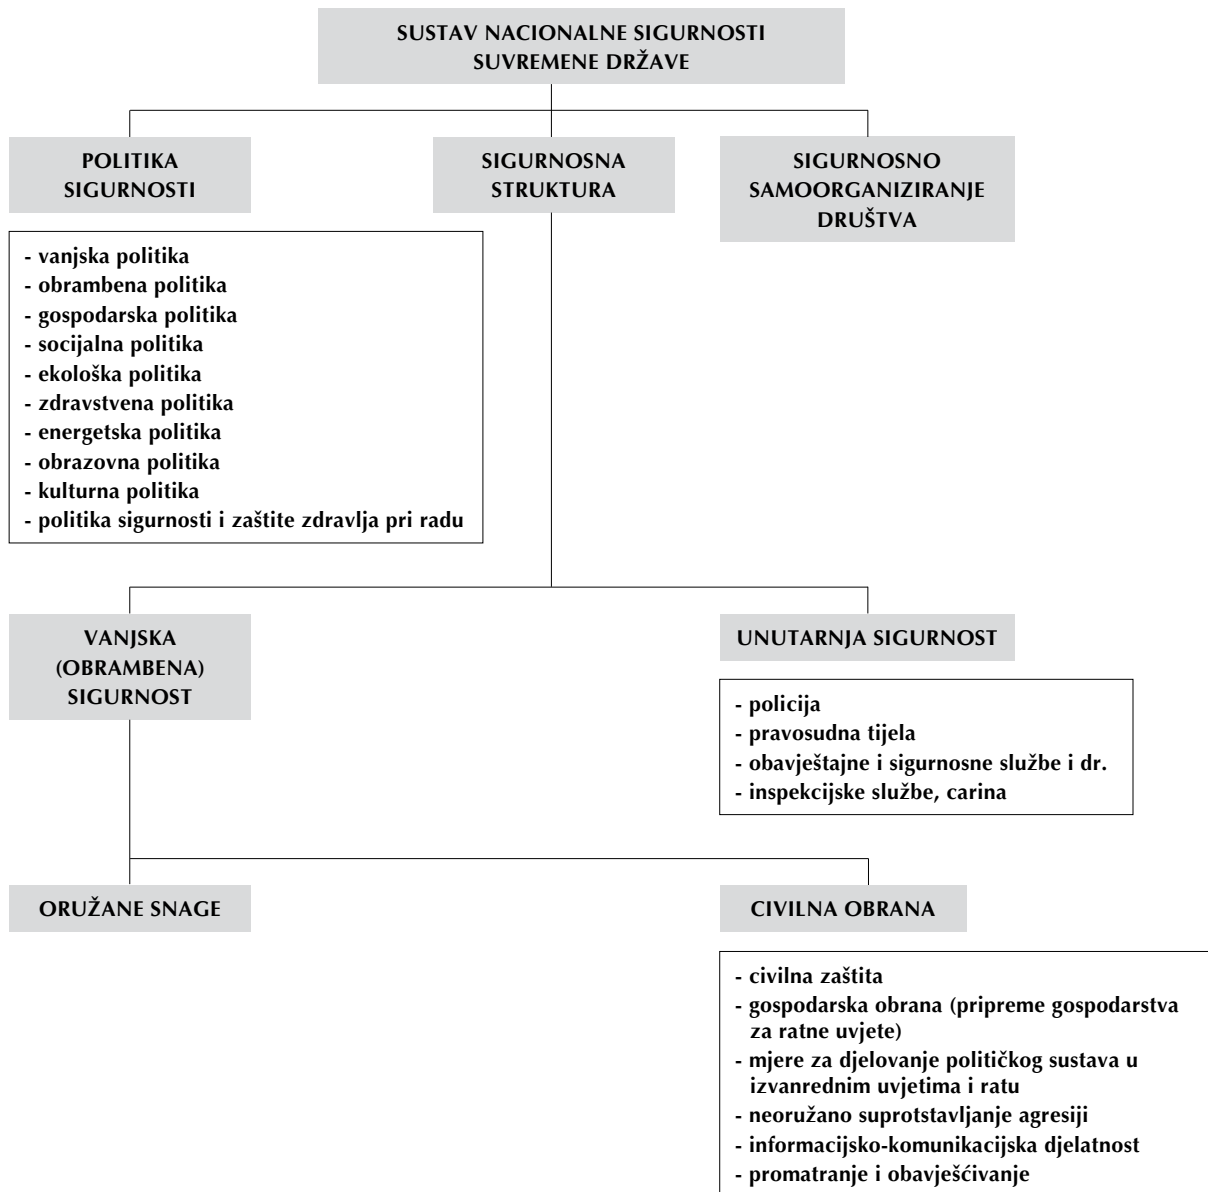 SUSTAV NACIONALNE SIGURNOSTI
SUVREMENE DRŽAVE
POLITIKA
SIGURNOSTI
SIGURNOSNA
STRUKTURA
SIGURNOSNO
SAMOORGANIZIRANJE
DRUŠTVA
- vanjska politika
- obrambena politika
- gospodarska politika
- socijalna politika
- ekološka politika
- zdravstvena politika
- energetska politika
- obrazovna politika
- kulturna politika
- politika sigurnosti i zaštite zdravlja pri radu
VANJSKA
(OBRAMBENA)
SIGURNOST
UNUTARNJA SIGURNOST
- policija
- pravosudna tijela
- obavještajne i sigurnosne službe i dr.
- inspekcijske službe, carina
ORUŽANE SNAGE
CIVILNA OBRANA
- civilna zaštita
- gospodarska obrana (pripreme gospodarstva
za ratne uvjete)
- mjere za djelovanje političkog sustava u
izvanrednim uvjetima i ratu
- neoružano suprotstavljanje agresiji
- informacijsko-komunikacijska djelatnost
- promatranje i obavješćivanje